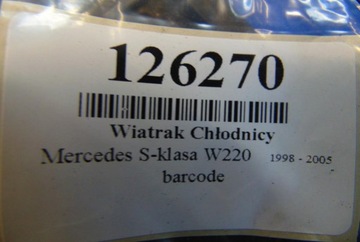 126270
Wiatrak Chłodnicy
Mercedes S-klasa W220 1998 - 2005
barcode